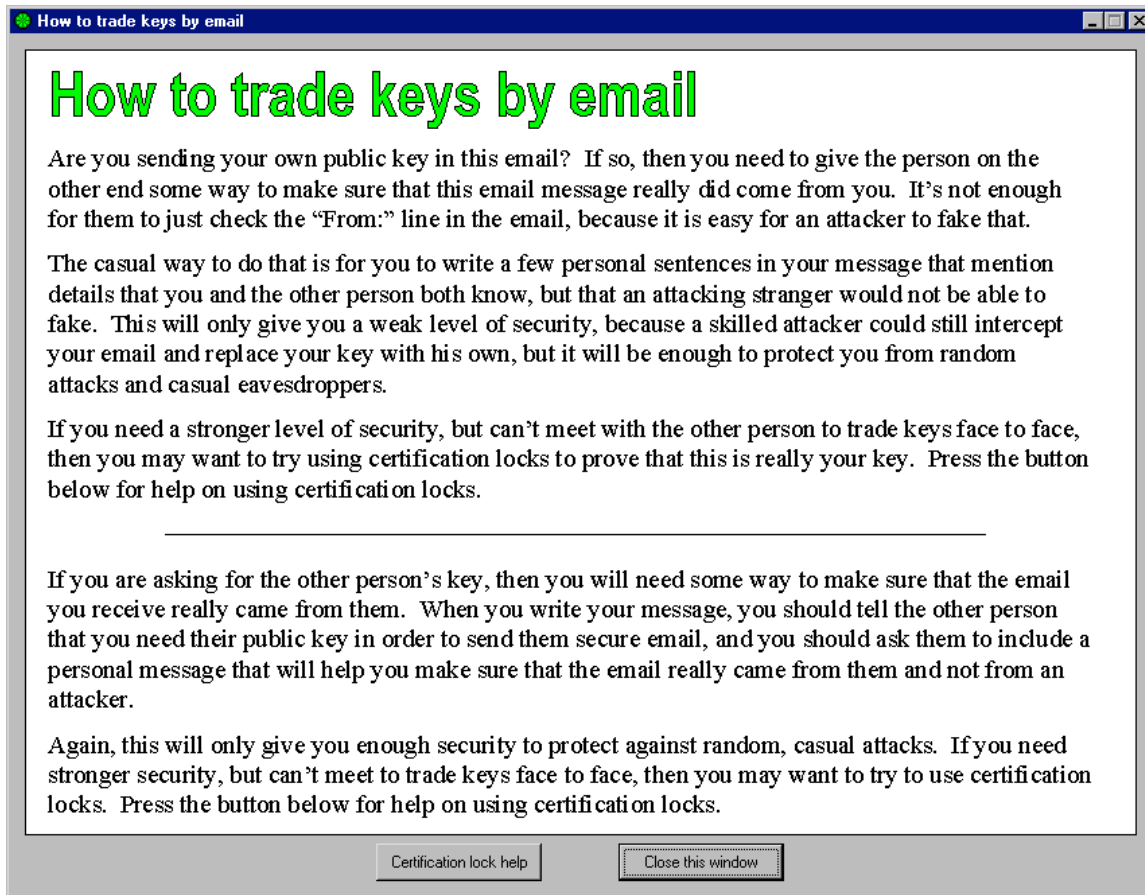 How to trade keys by email
How to trade keys by email
Are you sending your own public key in this email?  If so, then you need to give the person on the
other end some way to make sure that this email message really did come from you.  It’s not enough
for them to just check the “From:” line in the email, because it is easy for an attacker to fake that.
The casual way to do that is for you to write a few personal sentences in your message that mention
details that you and the other person both know, but that an attacking stranger would not be able to
fake.  This will only give you a weak level of security, because a skilled attacker could still intercept
your email and replace your key with his own, but it will be enough to protect you from random
attacks and casual eavesdroppers.
If you need a stronger level of security, but can’t meet with the other person to trade keys face to face,
then you may want to try using certification locks to prove that this is really your key.  Press the button
below for help on using certification locks.
If you are asking for the other person’s key, then you will need some way to make sure that the email
you receive really came from them.  When you write your message, you should tell the other person
that you need their public key in order to send them secure email, and you should ask them to include a
personal message that will help you make sure that the email really came from them and not from an
attacker.
Again, this will only give you enough security to protect against random, casual attacks.  If you need
stronger security, but can’t meet to trade keys face to face, then you may want to try to use certification
locks.  Press the button below for help on using certification locks.
Certification lock help
Close this window